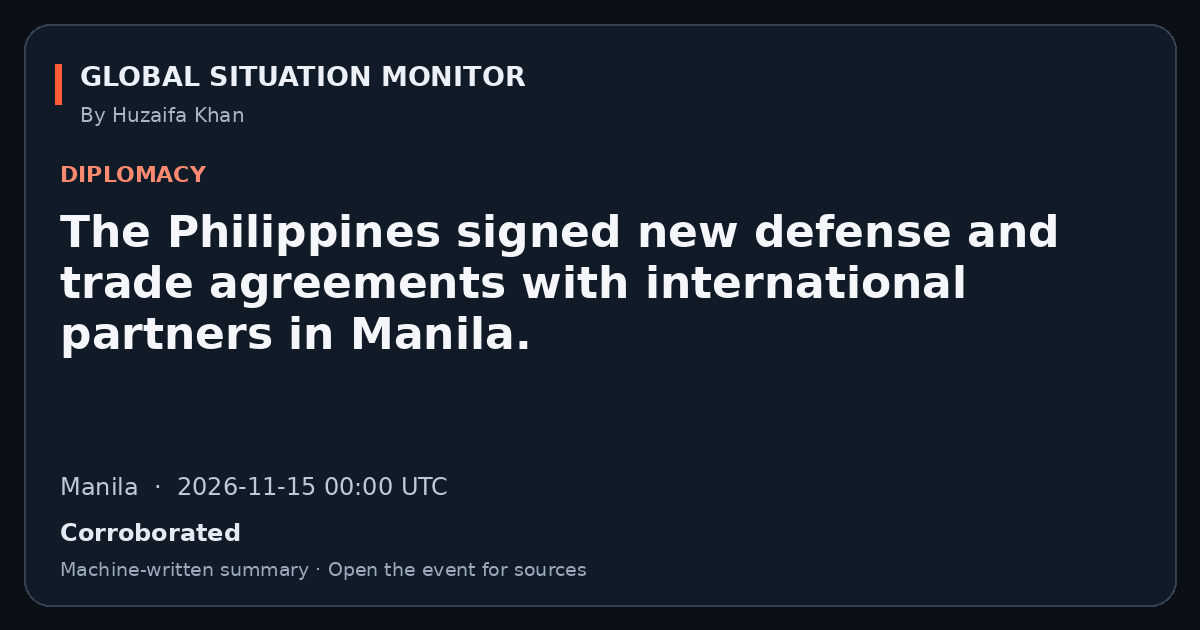 GLOBAL SITUATION MONITOR
By Huzaifa Khan
DIPLOMACY
The Philippines signed new defense and
trade agreements with international
partners in Manila.
Manila · 2026-11-15 00:00 UTC
Corroborated
Machine-written summary · Open the event for sources